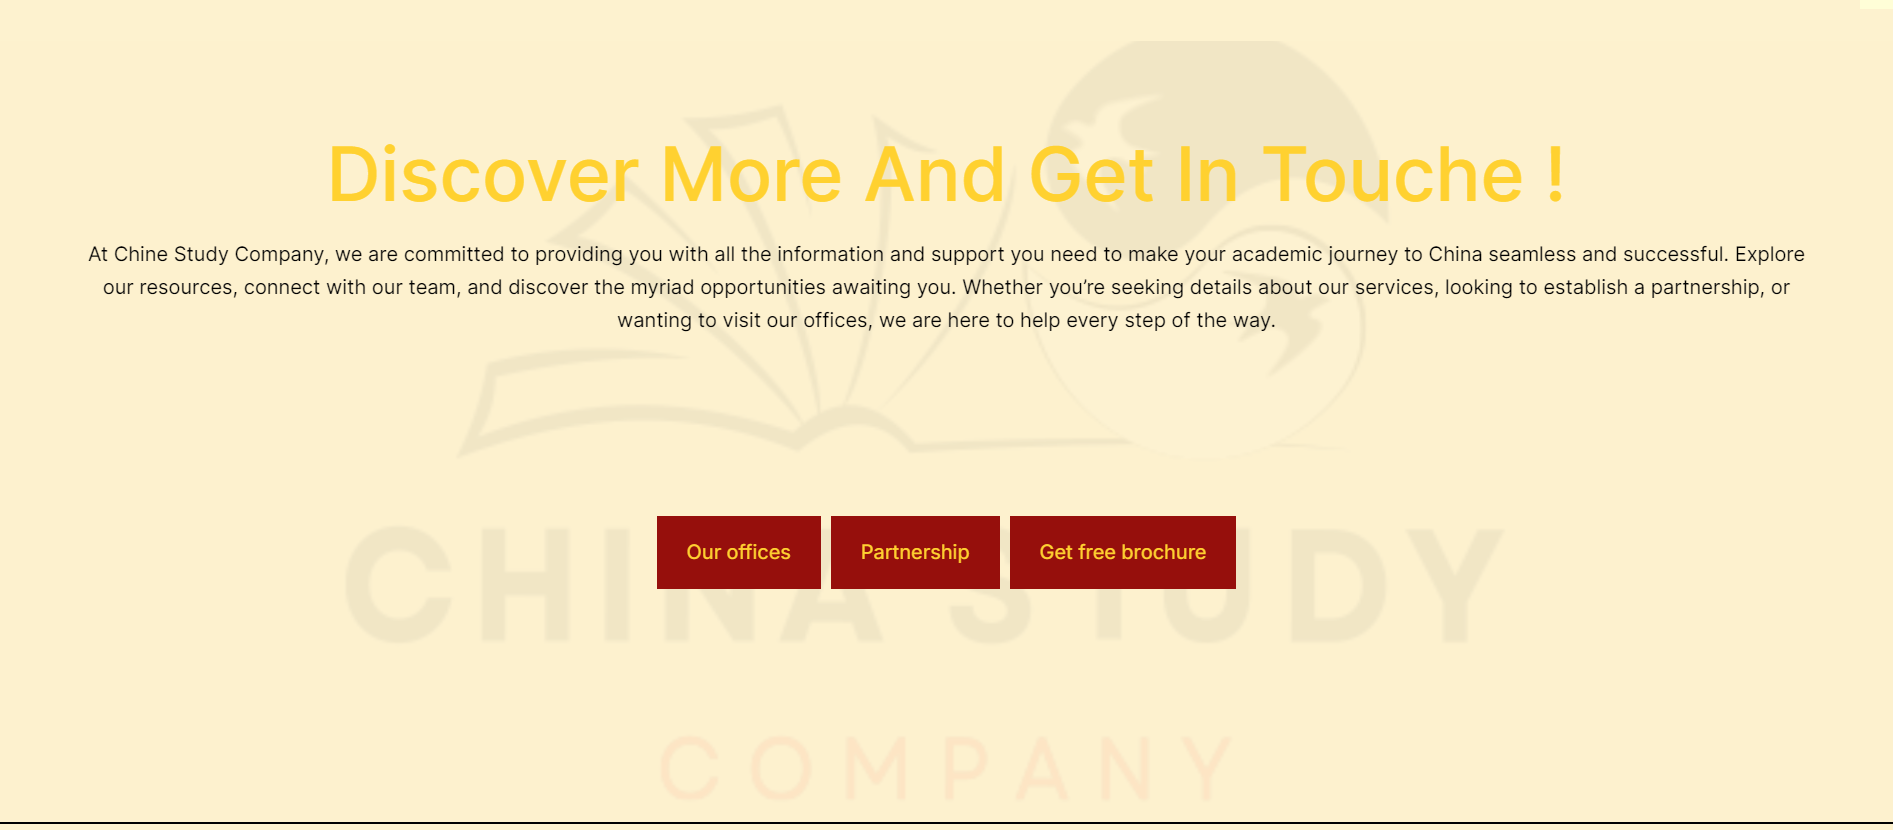 Discover More And Get In Touche !
At Chine Study Company, we are committed to providing you with all the information and support you need to make your academic journey to China seamless and successful. Explore
our resources, connect with our team, and discover the myriad opportunities awaiting you. Whether you’re seeking details about our services, looking to establish a partnership, or
wanting to visit our offices, we are here to help every step of the way.
Our offices
Partnership
Get free brochure
CHINA STUDY
COMPANY